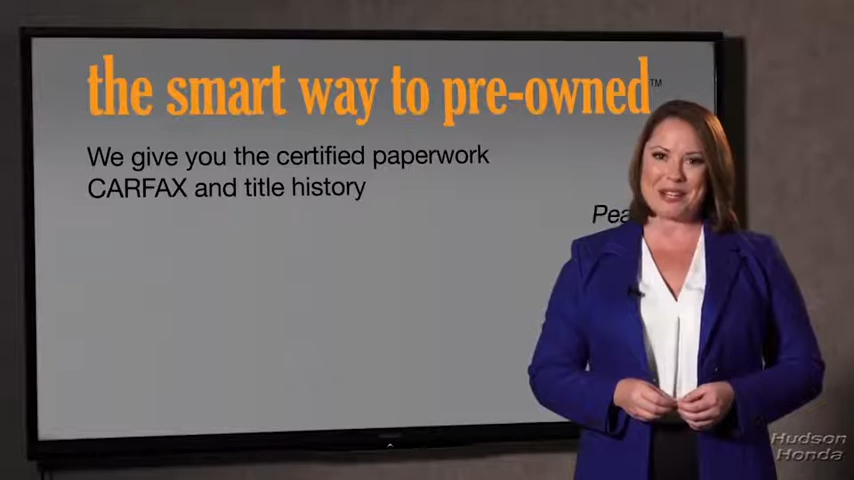 the smart way to pre-owned™
We give you the certified paperwork
CARFAX and title history
Hudson
Honda